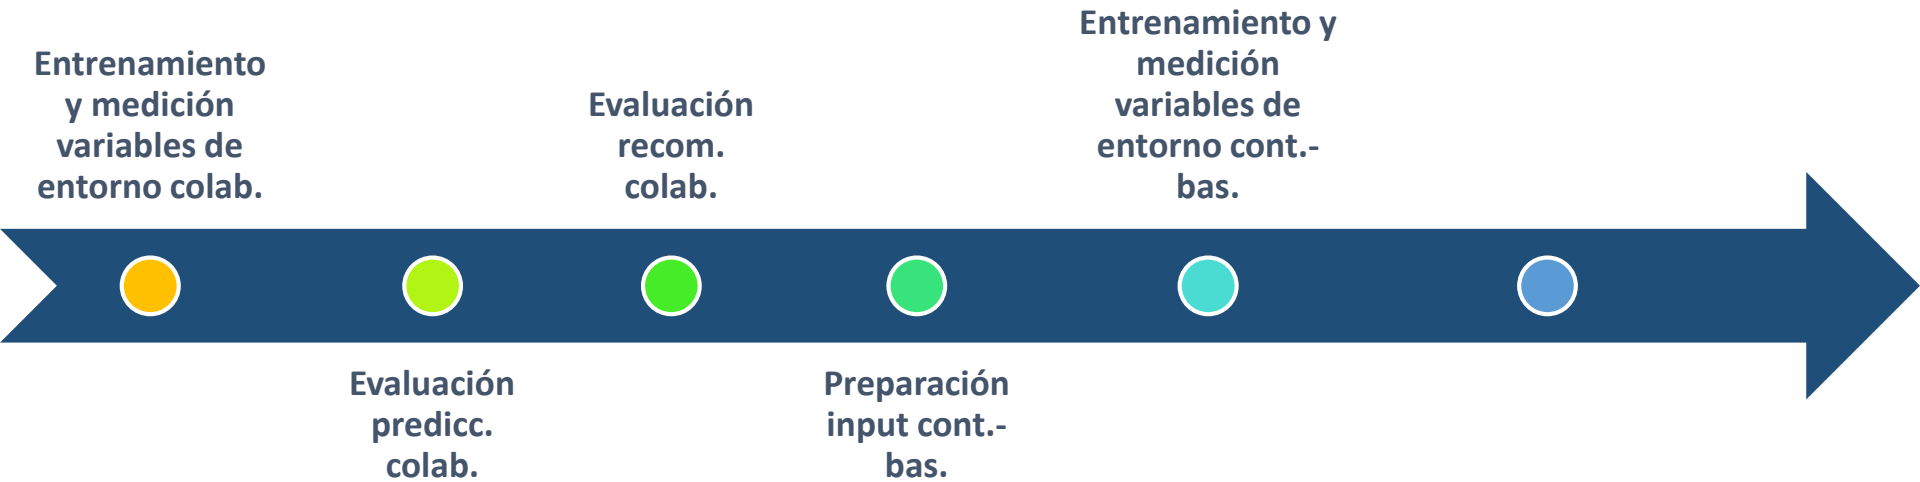 Entrenamiento
y medición
variables de
entorno colab.
Evaluación
predicc.
colab.
Evaluación
recom.
colab.
Preparación
input cont.-
bas.
Entrenamiento y
medición
variables de
entorno cont.-
bas.